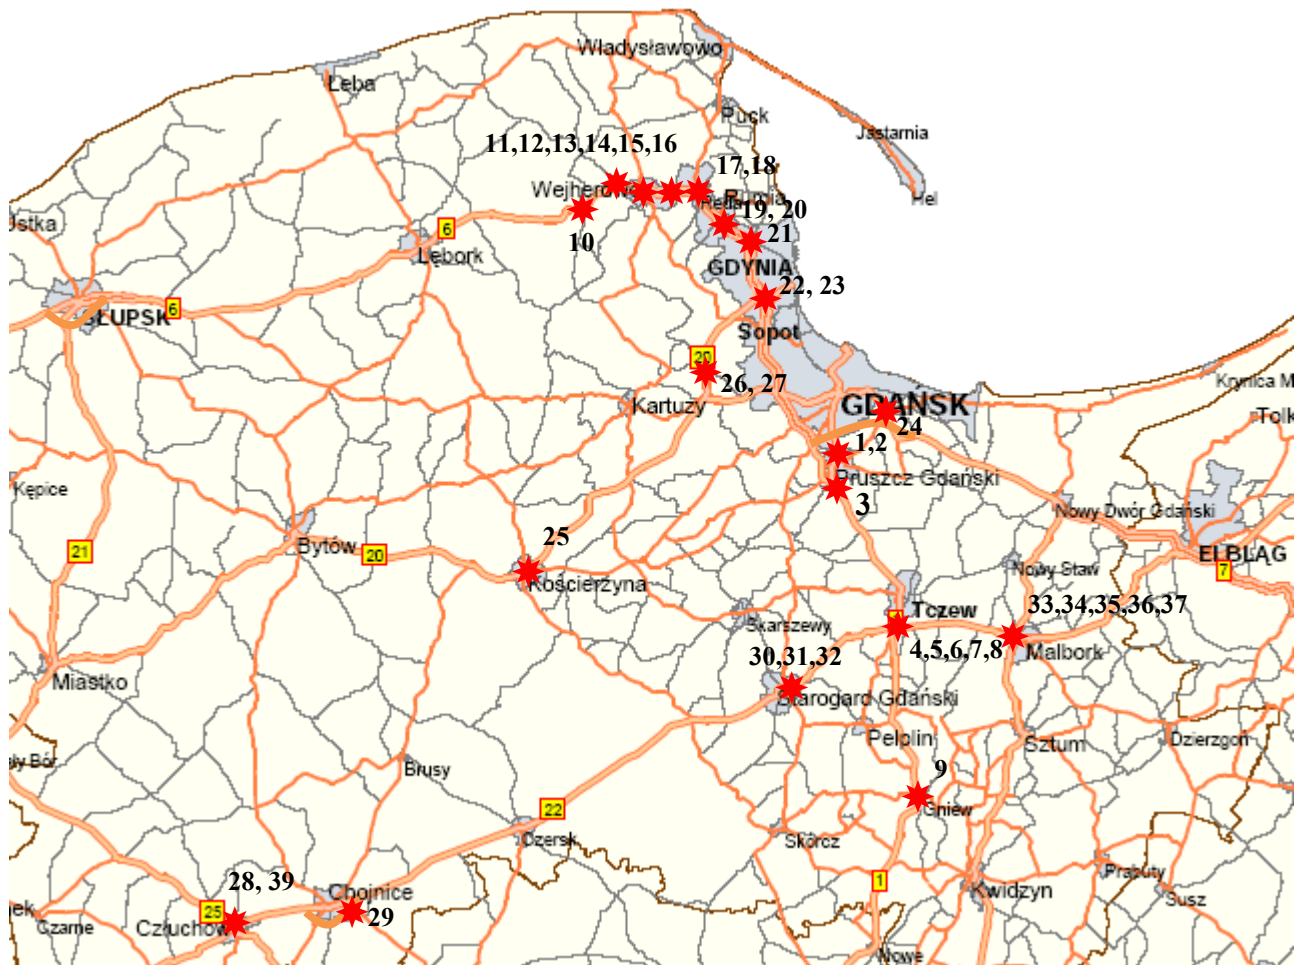 Władysławowo
Łeba
Puck
Jastarnia
Hel
11,12,13,14,15,16
17,18
Wejherowo
Reda
Rumia
19, 20
21
10
Ustka
6
Lębork
GDYNIA
22, 23
6
SŁUPSK
Sopot
20
26, 27
Kartuzy
Krynica M
GDAŃSK
24
Tolk
1,2
Pruszcz Gdański
Kępice
3
Nowy Dwór Gdański
25
Bytów
21
20
ELBLĄG
7
Kościerzyna
Nowy Staw
33,34,35,36,37
Tczew
Skarszewy
4,5,6,7,8
Malbork
30,31,32
Miastko
Starogard Gdański
Pelplin
Sztum
Dzierzgoń
ały Bór
Brusy
9
Gniew
22
Czersk
Skórcz
Prabuty
28, 39
Chojnice
1
Kwidzyn
Susz
25
29
Człuchów
ek
Czarne
Nowe